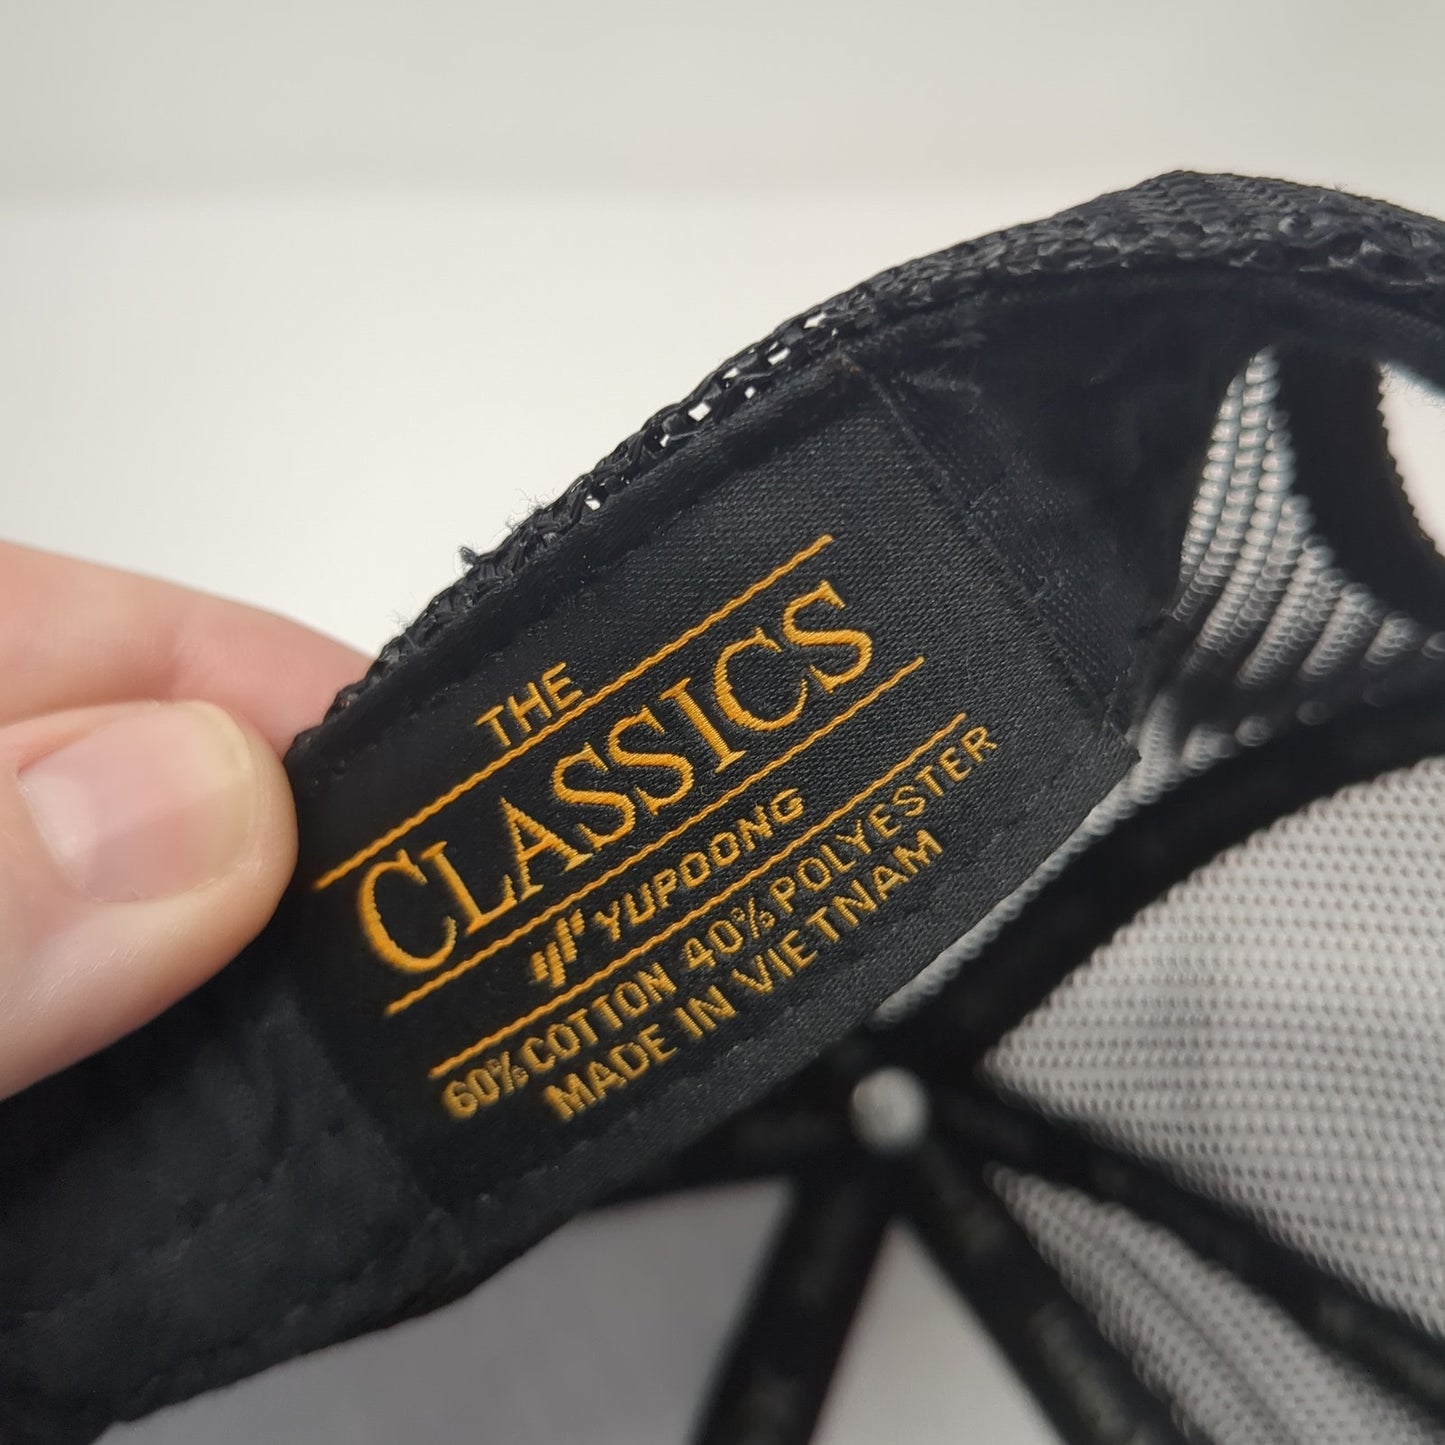 THE
CLASSICS
YUPOONG
60% COTTON 40% POLYESTER
MADE IN VIETNAM